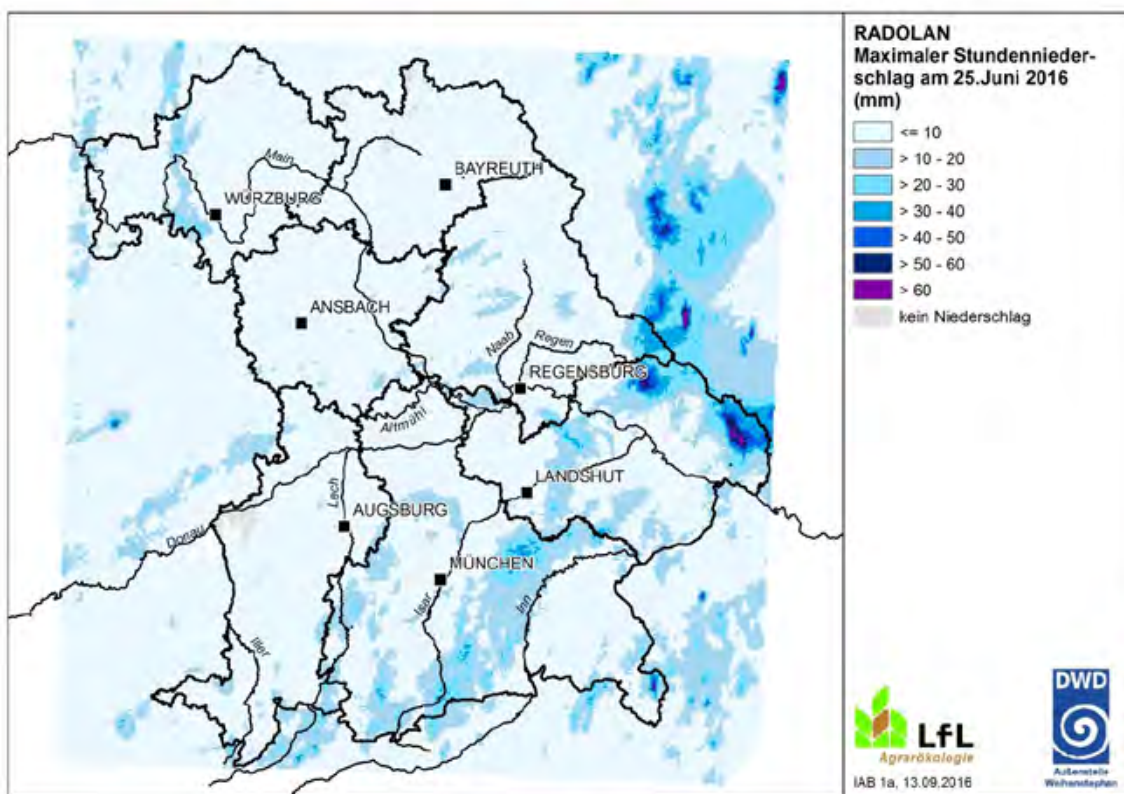 RADOLAN
Maximaler Stundennieder-
schlag am 25.Juni 2016
(mm)
<= 10
> 10 - 20
> 20 - 30
> 30 - 40
> 40 - 50
> 50 - 60
> 60
kein Niederschlag
Main
BAYREUTH
WÜRZBURG
ANSBACH
Naab
Regen
REGENSBURG
Altmühl
LANDSHUT
Lech
AUGSBURG
Donau
MÜNCHEN
Isar
Inn
Iller
DWD
LfL
Agrarökologie
Außenstelle
Weihenstephan
IAB 1a, 13.09.2016